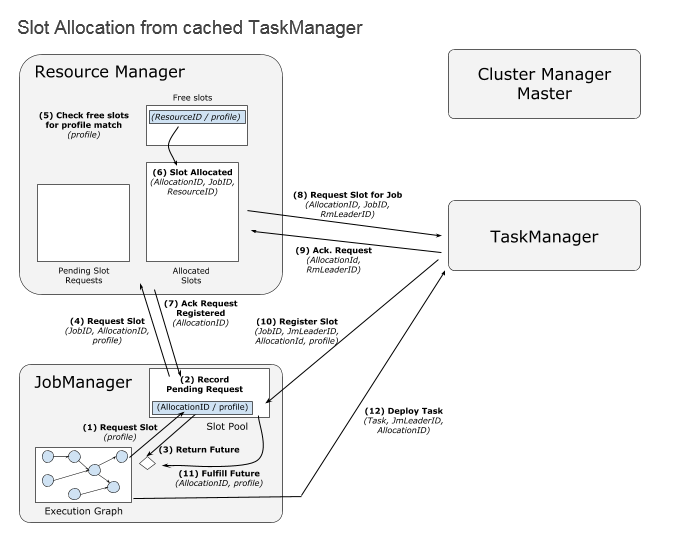 Slot Allocation from cached TaskManager
Resource Manager
Free slots
(5) Check free slots
for profile match
(profile)
(ResourceID / profile)
(6) Slot Allocated
(AllocationID, JobID,
ResourceID)
Pending Slot
Requests
Allocated
Slots
Cluster Manager
Master
(8) Request Slot for Job
(AllocationID, JobID,
RmLeaderID)
TaskManager
(9) Ack. Request
(AllocationId,
RmLeaderID)
(7) Ack Request
Registered
(AllocationID)
(4) Request Slot
(JobID, AllocationID,
profile)
(10) Register Slot
(JobID, JmLeaderID,
AllocationId, profile)
JobManager
(2) Record
Pending Request
(AllocationID / profile)
Slot Pool
(1) Request Slot
(profile)
(3) Return Future
(11) Fulfill Future
(AllocationID, profile)
(12) Deploy Task
(Task, JmLeaderID,
AllocationID)
Execution Graph